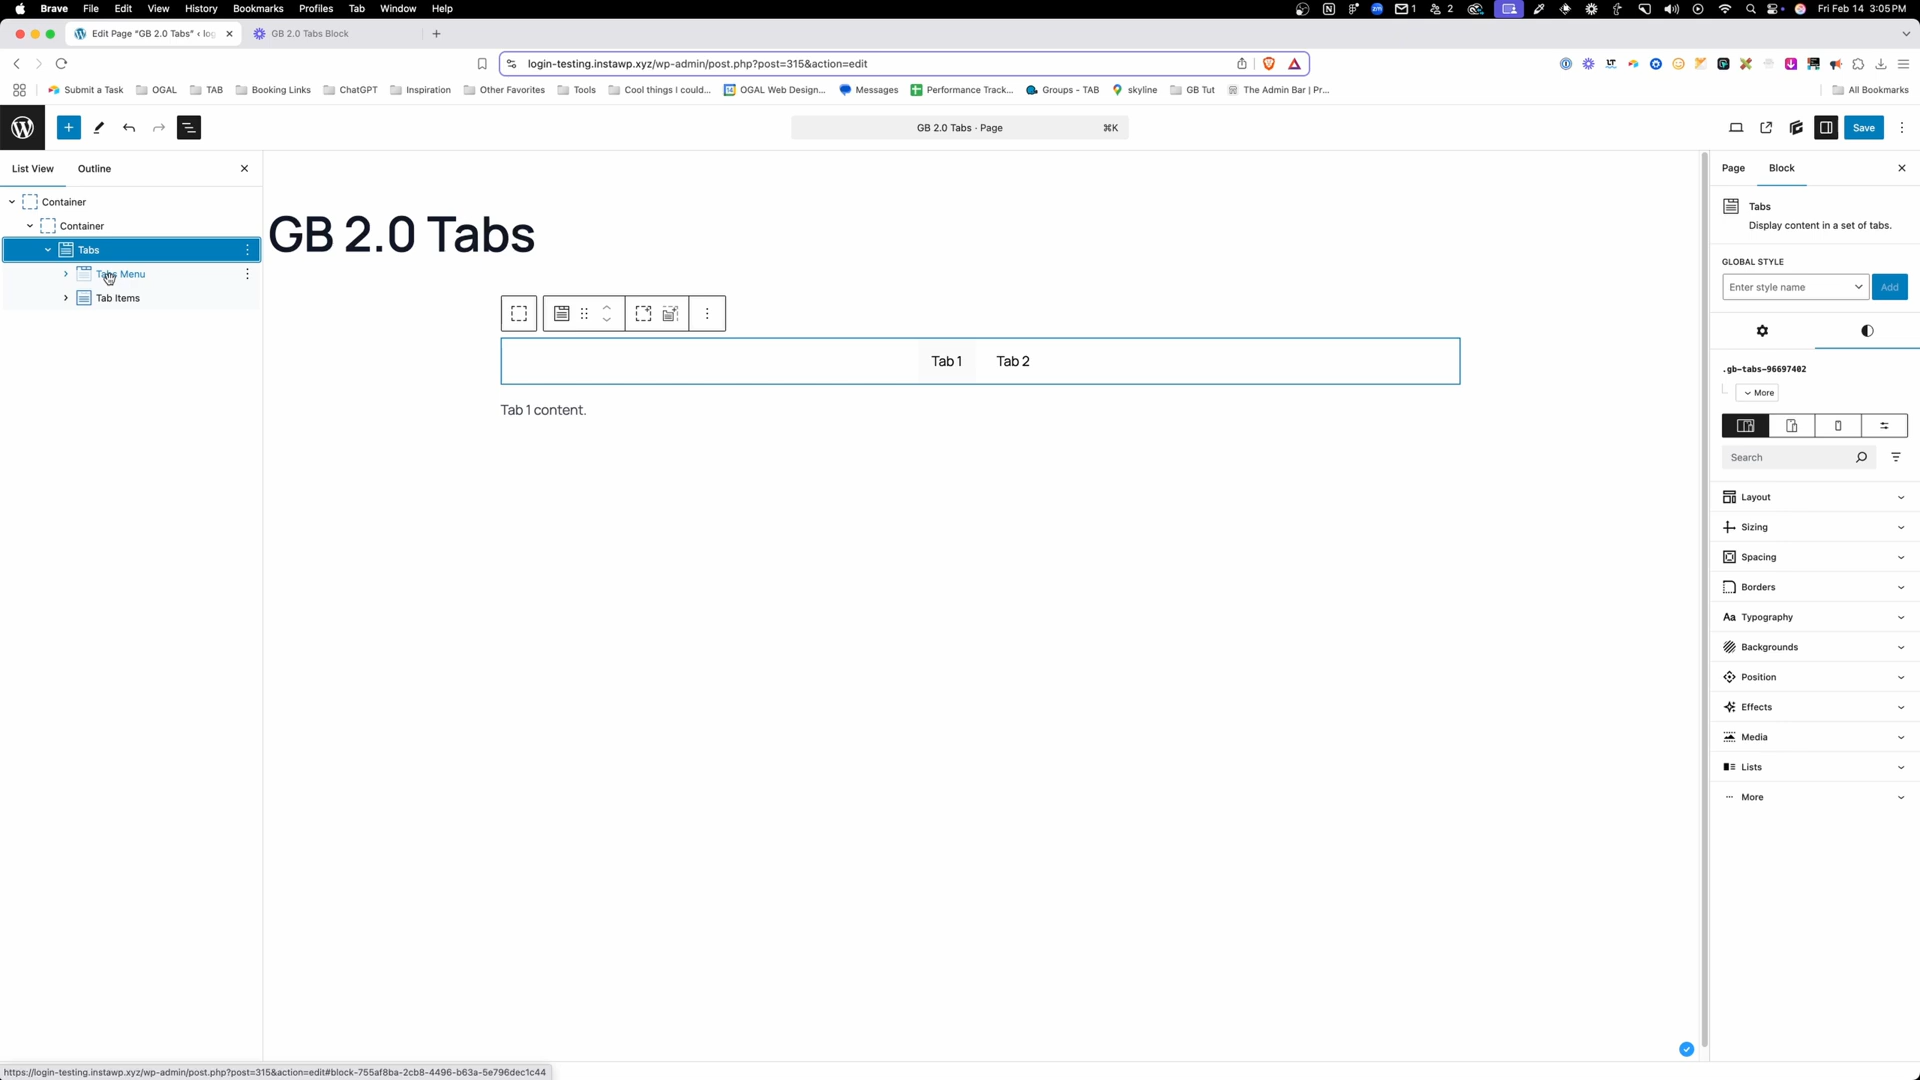 Brave File Edit View History Bookmarks Profiles Tab Window Help
1 2 Fri Feb 14 3:05 PM
Edit Page "GB 2.0 Tabs" ‹ log
GB 2.0 Tabs Block
login-testing.instawp.xyz/wp-admin/post.php?post=315&action=edit
Submit a Task OGAL TAB Booking Links ChatGPT Inspiration Other Favorites Tools Cool things I could... OGAL Web Design... Messages Performance Track... Groups - TAB skyline GB Tut The Admin Bar | Pr... All Bookmarks
GB 2.0 Tabs · Page ⌘K
Save
List View Outline
Container
Container
Tabs
Tabs Menu
Tab Items
GB 2.0 Tabs
Tab 1 Tab 2
Tab 1 content.
Page Block
Tabs
Display content in a set of tabs.
GLOBAL STYLE
Enter style name
Add
.gb-tabs-96697402
More
Search
Layout
Sizing
Spacing
Borders
Aa Typography
Backgrounds
Position
Effects
Media
Lists
More
https://login-testing.instawp.xyz/wp-admin/post.php?post=315&action=edit#block-755af8ba-2cb8-4496-b63a-5e796dec1c44